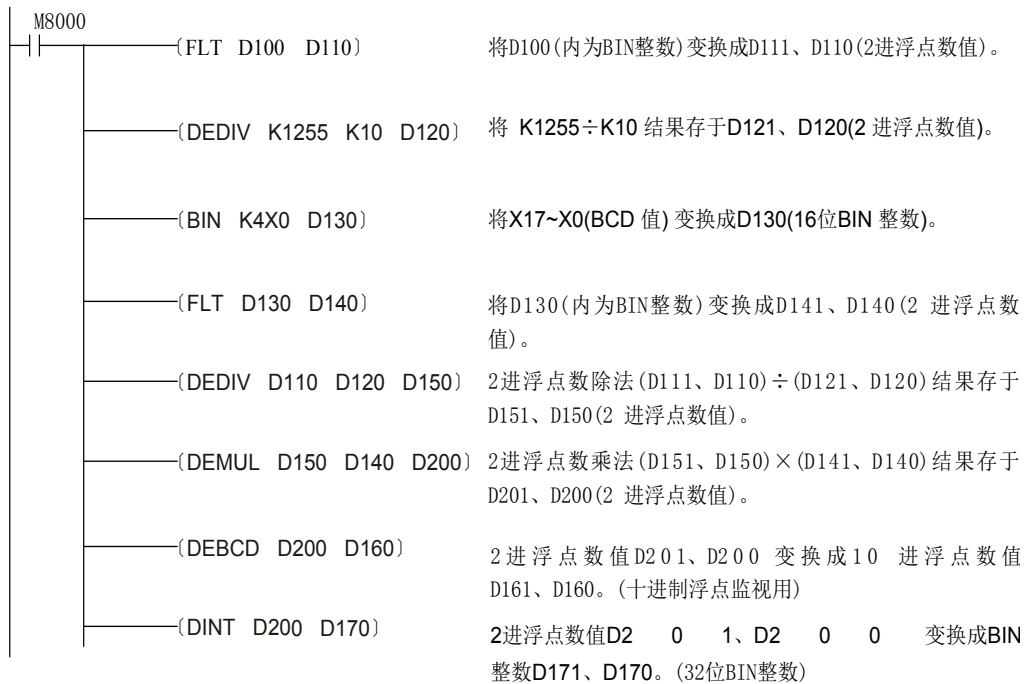 M8000
〔FLT D100 D110〕 将D100(内为BIN整数)变换成D111、D110(2进浮点数值)。
〔DEDIV K1255 K10 D120〕 将 K1255÷K10 结果存于D121、D120(2 进浮点数值)。
〔BIN K4X0 D130〕 将X17~X0(BCD 值) 变换成D130(16位BIN 整数)。
〔FLT D130 D140〕 将D130(内为BIN整数)变换成D141、D140(2 进浮点数
值)。
〔DEDIV D110 D120 D150〕 2进浮点数除法(D111、D110)÷(D121、D120)结果存于
D151、D150(2 进浮点数值)。
〔DEMUL D150 D140 D200〕 2进浮点数乘法(D151、D150)×(D141、D140)结果存于
D201、D200(2 进浮点数值)。
〔DEBCD D200 D160〕 2进浮点数值D201、D200 变换成10 进浮点数值
D161、D160。(十进制浮点监视用)
〔DINT D200 D170〕 2进浮点数值D2 0 1、D2 0 0 变换成BIN
整数D171、D170。(32位BIN整数)